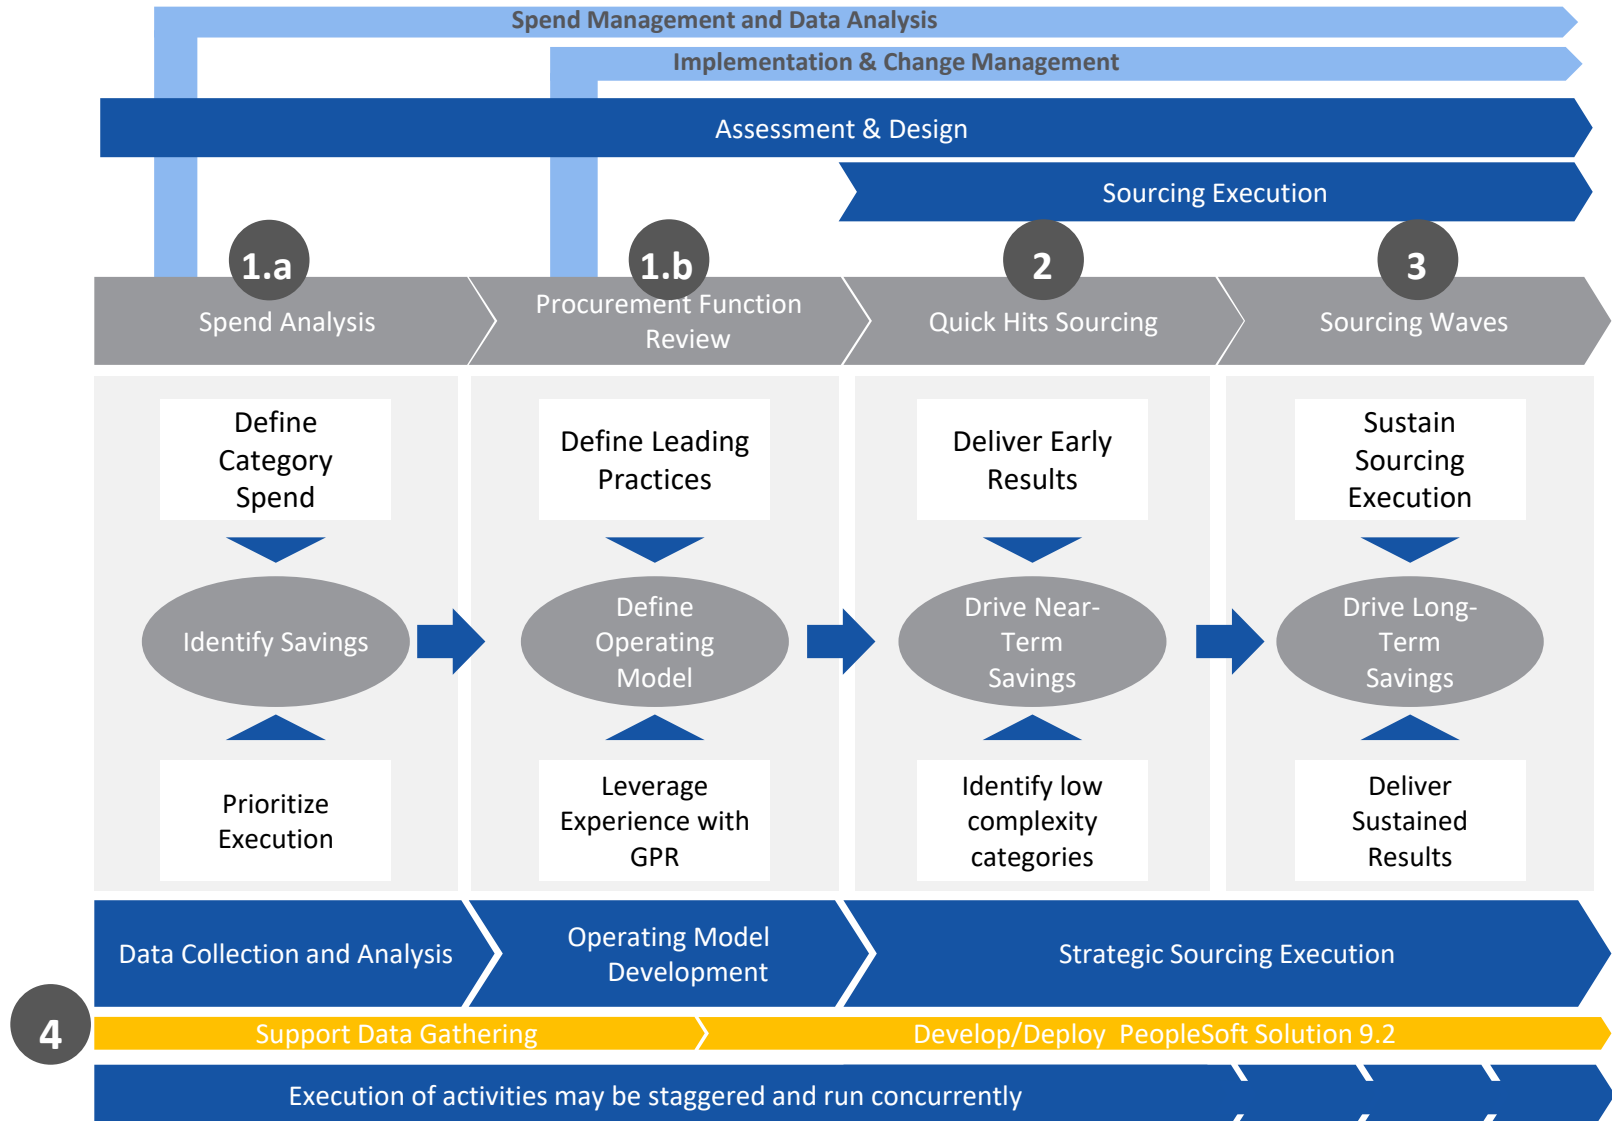 Spend Management and Data Analysis
Implementation & Change Management
Assessment & Design
Sourcing Execution
1.a
1.b
2
3
Spend Analysis
Procurement Function
Review
Quick Hits Sourcing
Sourcing Waves
Define
Category
Spend
Define Leading
Practices
Deliver Early
Results
Sustain
Sourcing
Execution
Identify Savings
Define
Operating
Model
Drive Near-
Term
Savings
Drive Long-
Term
Savings
Prioritize
Execution
Leverage
Experience with
GPR
Identify low
complexity
categories
Deliver
Sustained
Results
Data Collection and Analysis
Operating Model
Development
Strategic Sourcing Execution
4
Support Data Gathering
Develop/Deploy PeopleSoft Solution 9.2
Execution of activities may be staggered and run concurrently